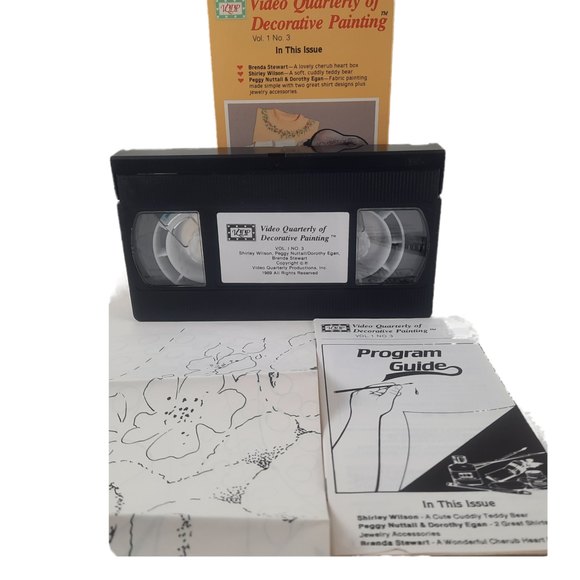 VQDP
Video Quarterly of
Decorative Painting™
Vol. 1 No. 3
In This Issue
Brenda Stewart—A lovely cherub heart box
Shirley Wilson—A soft, cuddly teddy bear
Peggy Nuttall & Dorothy Egan—Fabric painting
made simple with two great shirt designs plus
jewelry accessories.
VQDP
Video Quarterly of
Decorative Painting™
VOL. 1 NO. 3
Shirley Wilson, Peggy Nuttall/Dorothy Egan,
Brenda Stewart
Copyright ©℗
Video Quarterly Productions, Inc.
1989 All Rights Reserved
Video Quarterly of
Decorative Painting™
VOL. 1 NO. 3
Program
Guide
In This Issue
Shirley Wilson - A Cute Cuddly Teddy Bear
Peggy Nuttall & Dorothy Egan - 2 Great Shirts
Jewelry Accessories
Brenda Stewart - A Wonderful Cherub Heart